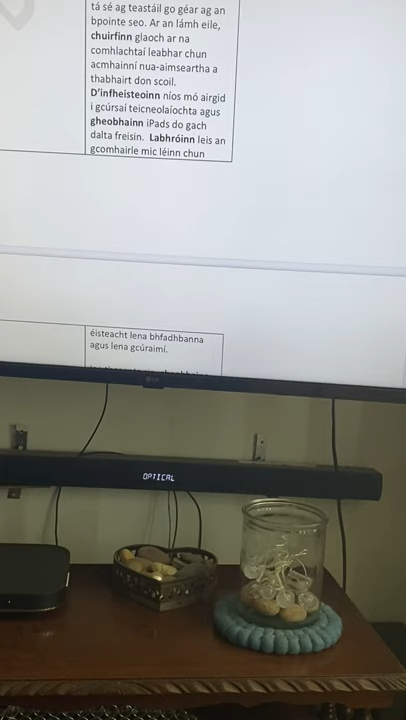 tá sé ag teastáil go géar ag an
bpointe seo. Ar an lámh eile,
chuirfinn glaoch ar na
comhlachtaí leabhar chun
acmhainní nua-aimseartha a
thabhairt don scoil.
D'infheisteoinn níos mó airgid
i gcúrsaí teicneolaíochta agus
gheobhainn iPads do gach
dalta freisin. Labhróinn leis an
gcomhairle mic léinn chun
éisteacht lena bhfadhbanna
agus lena gcúraimí.
LG
OPTICAL